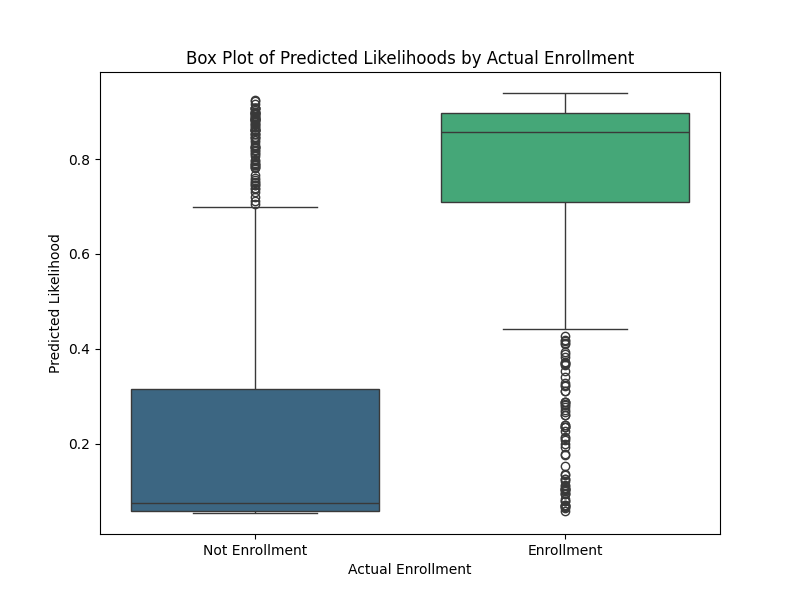 Box Plot of Predicted Likelihoods by Actual Enrollment
Predicted Likelihood
0.8
0.6
0.4
0.2
Not Enrollment
Enrollment
Actual Enrollment